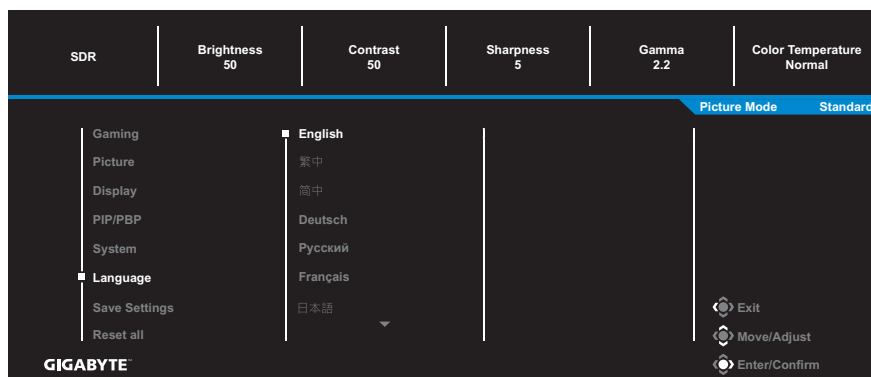 SDR
Brightness
50
Contrast
50
Sharpness
5
Gamma
2.2
Color Temperature
Normal
Picture Mode Standard
Gaming
Picture
Display
PIP/PBP
System
Language
Save Settings
Reset all
English
繁中
简中
Deutsch
Русский
Français
日本語
Exit
Move/Adjust
Enter/Confirm
GIGABYTE™